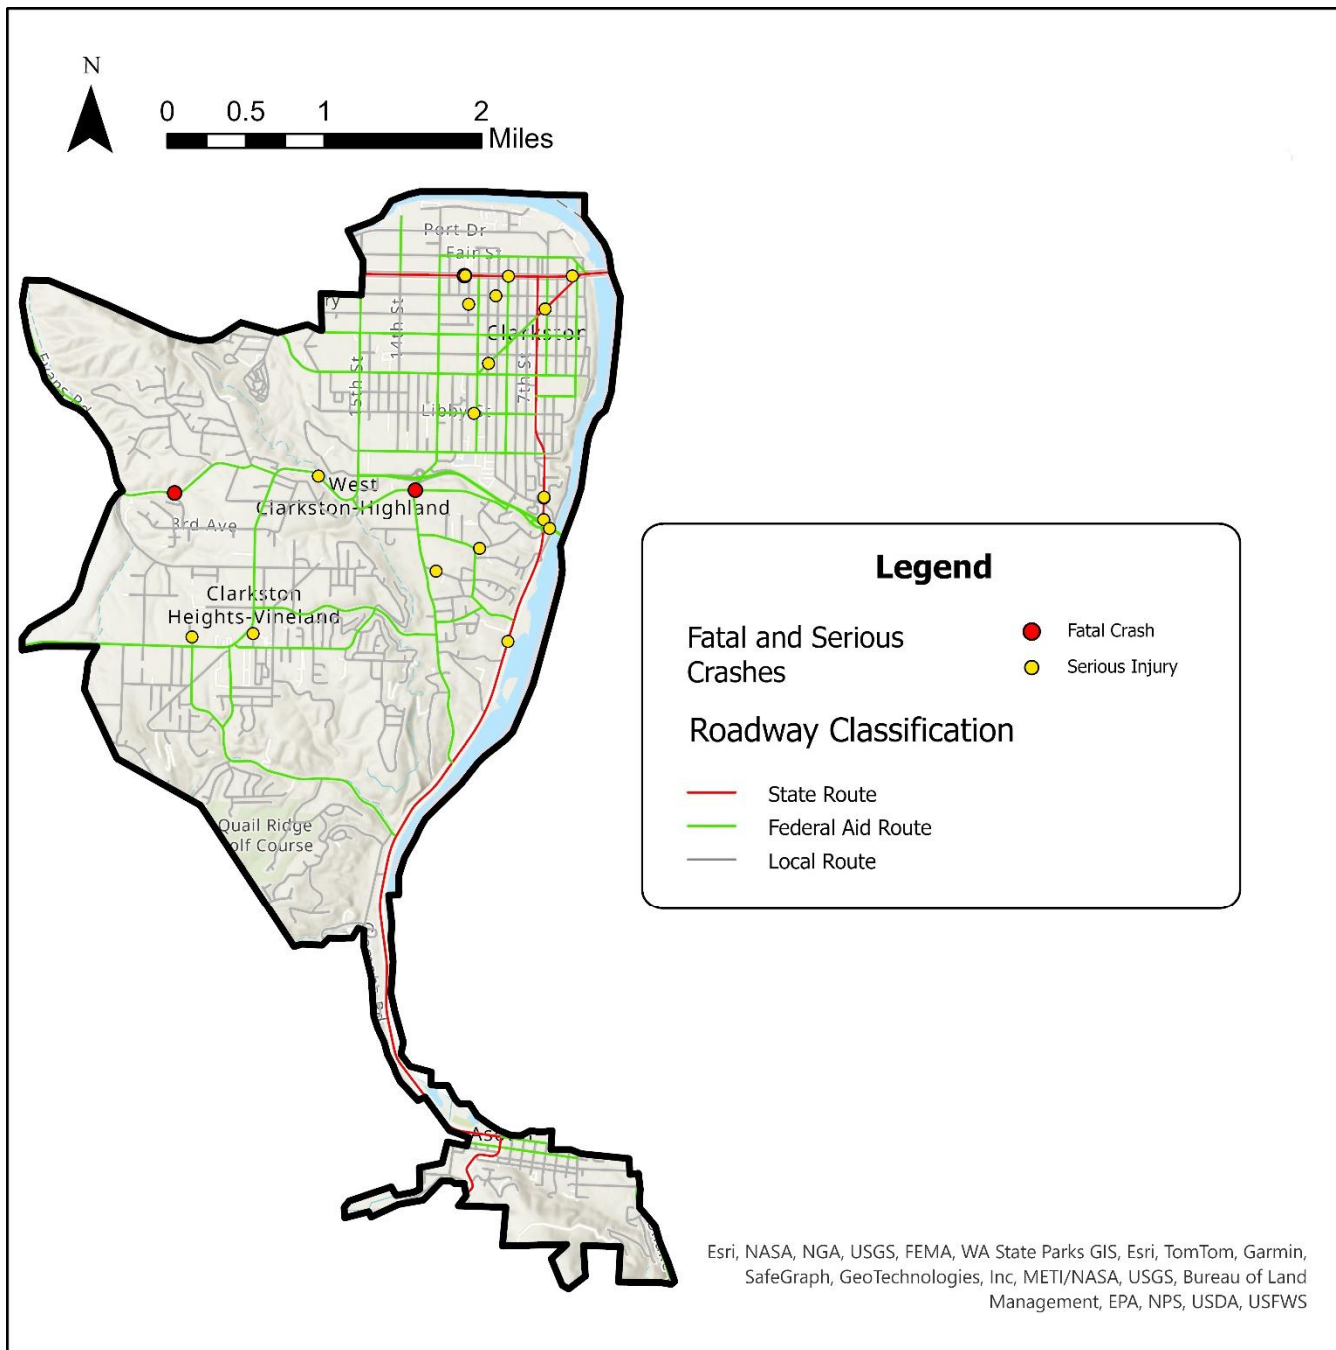 N
0 0.5 1 2
Miles
Port Dr
Fair St
14th St
15th St
7th St
Clarkston
Evans Rd
Libby St
West
Clarkston-Highland
3rd Ave
Clarkston
Heights-Vineland
Quail Ridge
olf Course
Legend
Fatal and Serious
Crashes
Fatal Crash
Serious Injury
Roadway Classification
State Route
Federal Aid Route
Local Route
Esri, NASA, NGA, USGS, FEMA, WA State Parks GIS, Esri, TomTom, Garmin,
SafeGraph, GeoTechnologies, Inc, METI/NASA, USGS, Bureau of Land
Management, EPA, NPS, USDA, USFWS